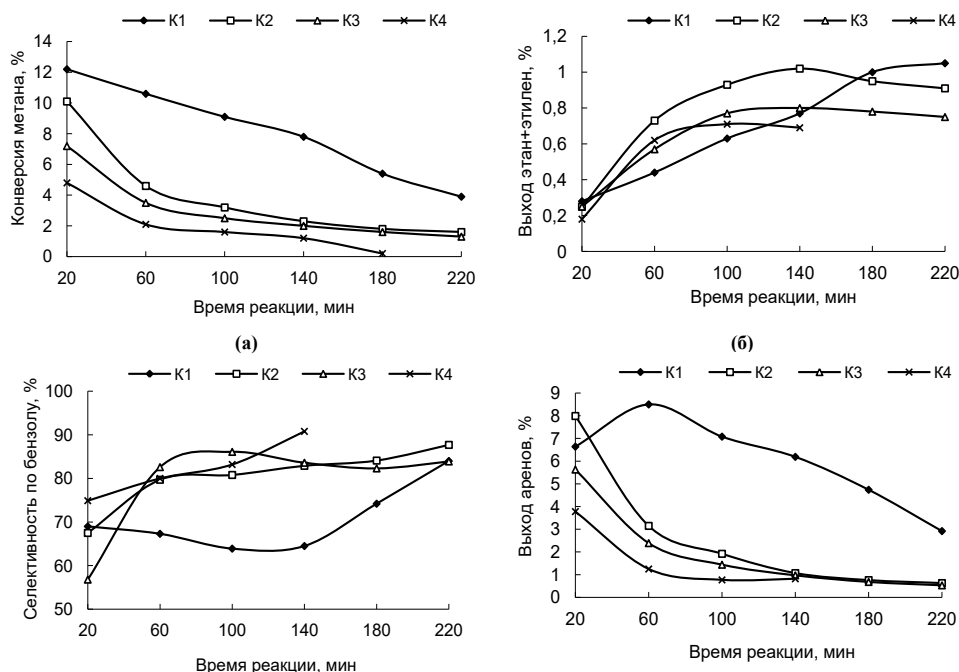 К1 К2 К3 К4
Конверсия метана, %
14
12
10
8
6
4
2
0
20 60 100 140 180 220
Время реакции, мин
(а)
К1 К2 К3 К4
Выход этан+этилен, %
1,2
1
0,8
0,6
0,4
0,2
0
20 60 100 140 180 220
Время реакции, мин
(б)
К1 К2 К3 К4
Селективность по бензолу, %
100
90
80
70
60
50
20 60 100 140 180 220
Время реакции, мин
К1 К2 К3 К4
Выход аренов, %
9
8
7
6
5
4
3
2
1
0
20 60 100 140 180 220
Время реакции, мин